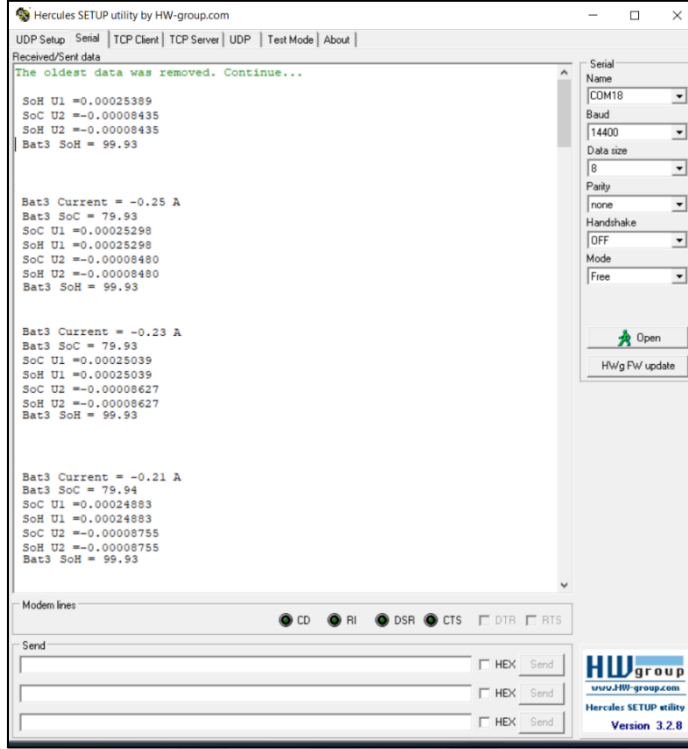 Hercules SETUP utility by HW-group.com
UDP Setup Serial TCP Client TCP Server UDP Test Mode About
Received/Sent data
The oldest data was removed. Continue...
SoH U1 =0.00025389
SoC U2 =-0.00008435
SoH U2 =-0.00008435
Bat3 SoH = 99.93
Bat3 Current = -0.25 A
Bat3 SoC = 79.93
SoC U1 =0.00025298
SoH U1 =0.00025298
SoC U2 =-0.00008480
SoH U2 =-0.00008480
Bat3 SoH = 99.93
Bat3 Current = -0.23 A
Bat3 SoC = 79.93
SoC U1 =0.00025039
SoH U1 =0.00025039
SoC U2 =-0.00008627
SoH U2 =-0.00008627
Bat3 SoH = 99.93
Bat3 Current = -0.21 A
Bat3 SoC = 79.94
SoC U1 =0.00024883
SoH U1 =0.00024883
SoC U2 =-0.00008755
SoH U2 =-0.00008755
Bat3 SoH = 99.93
Serial
Name
COM18
Baud
14400
Data size
8
Parity
none
Handshake
OFF
Mode
Free
Open
HWg FW update
Modem lines
CD RI DSR CTS DTR RTS
Send
HEX Send
HEX Send
HEX Send
HWgroup
www.HW-group.com
Hercules SETUP utility
Version 3.2.8